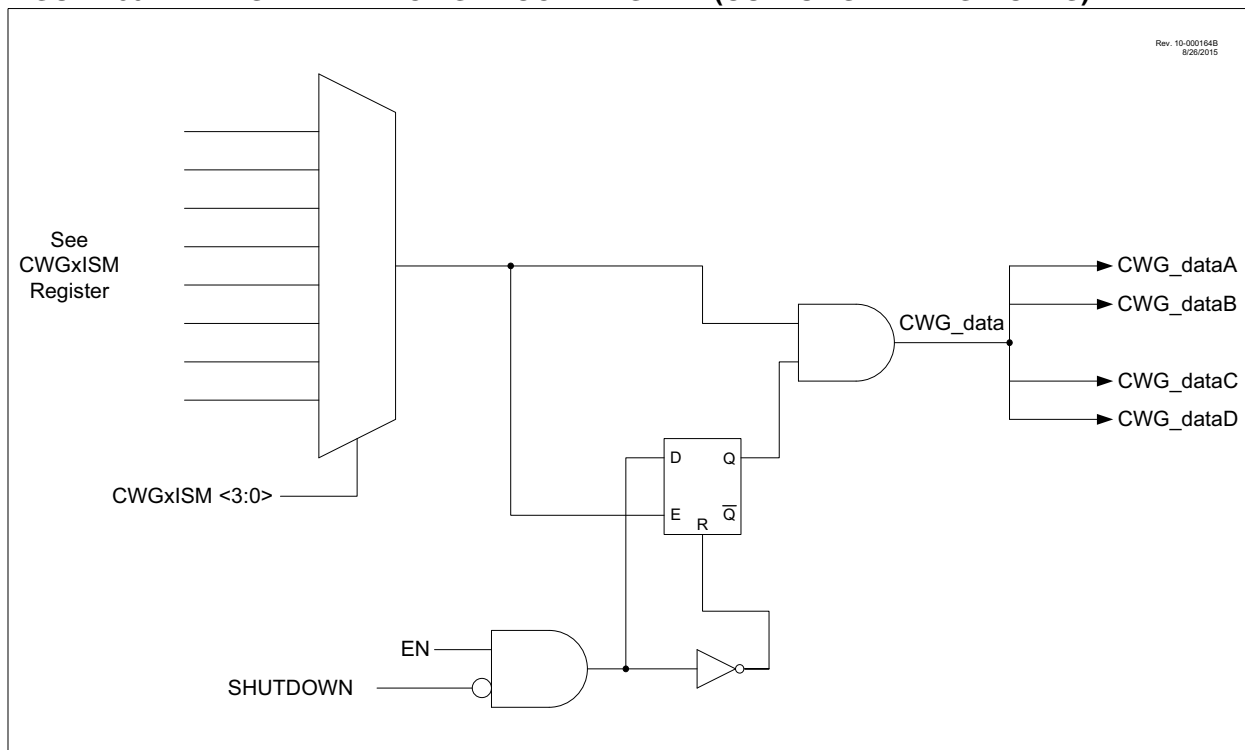 Rev. 10-000164B
8/26/2015
See
CWGxISM
Register
CWGxISM <3:0>
CWG_data
CWG_dataA
CWG_dataB
CWG_dataC
CWG_dataD
D
Q
E
Q̅
R
EN
SHUTDOWN